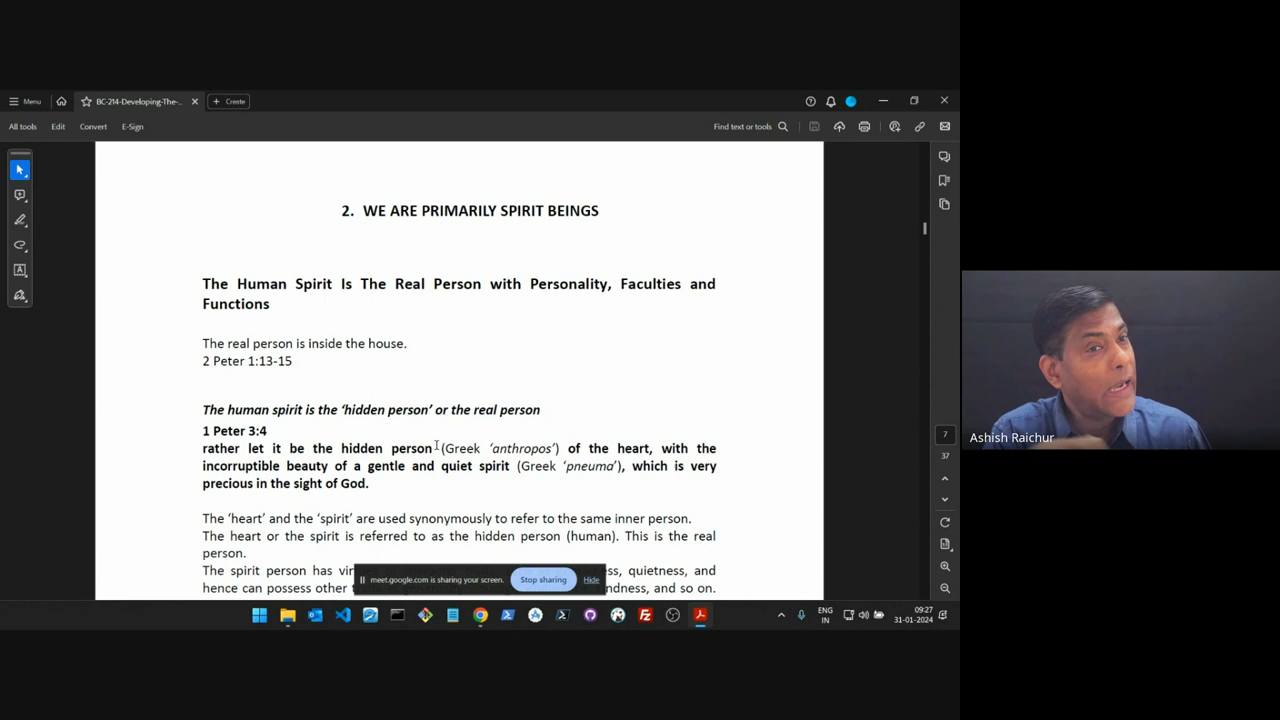 Menu
BC-214-Developing-The-...
Create
All tools
Edit
Convert
E-Sign
Find text or tools
2. WE ARE PRIMARILY SPIRIT BEINGS
The Human Spirit Is The Real Person with Personality, Faculties and
Functions
The real person is inside the house.
2 Peter 1:13-15
The human spirit is the ‘hidden person’ or the real person
1 Peter 3:4
rather let it be the hidden person (Greek ‘anthropos’) of the heart, with the
incorruptible beauty of a gentle and quiet spirit (Greek ‘pneuma’), which is very
precious in the sight of God.
The ‘heart’ and the ‘spirit’ are used synonymously to refer to the same inner person.
The heart or the spirit is referred to as the hidden person (human). This is the real
person.
The spirit person has quietness, and
hence can possess other and so on.
meet.google.com is sharing your screen.
Stop sharing
Hide
7
37
Ashish Raichur
ENG
IN
09:27
31-01-2024